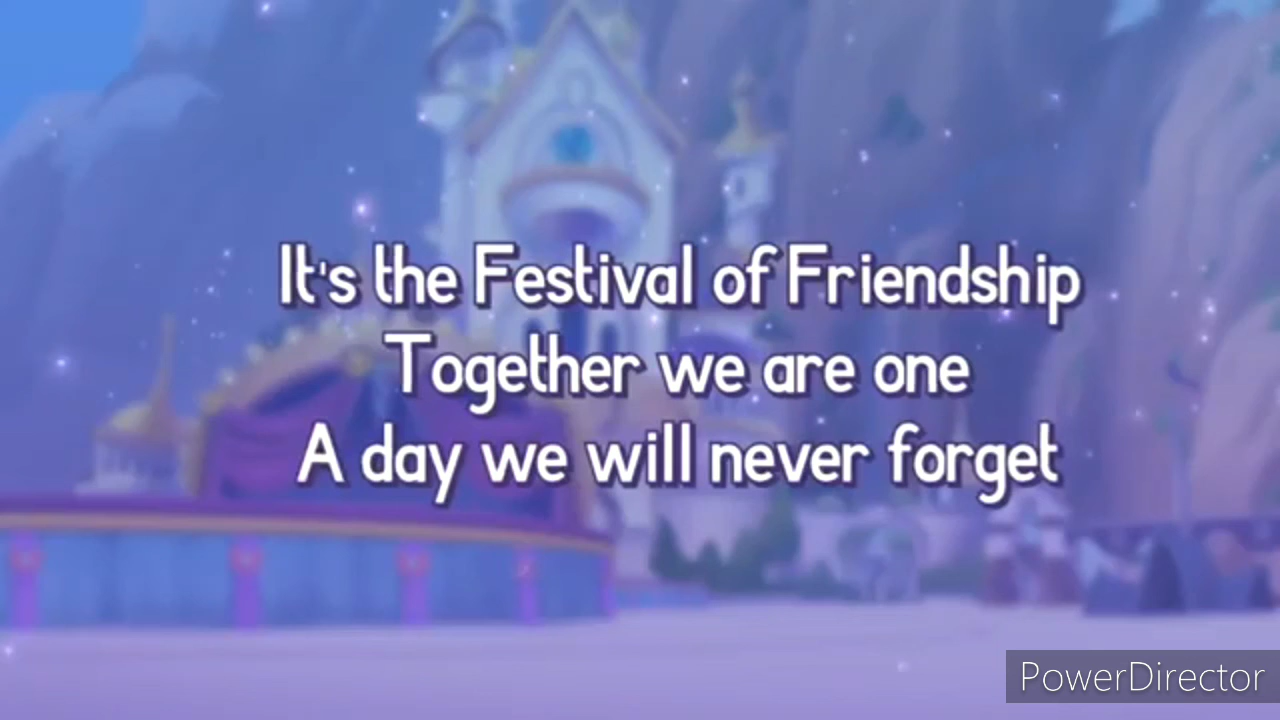 It's the Festival of Friendship
Together we are one
A day we will never forget
PowerDirector